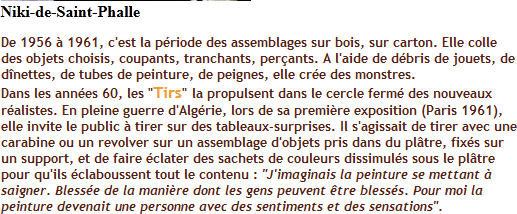 Niki-de-Saint-Phalle
De 1956 à 1961, c'est la période des assemblages sur bois, sur carton. Elle colle
des objets choisis, coupants, tranchants, perçants. A l'aide de débris de jouets, de
dînettes, de tubes de peinture, de peignes, elle crée des monstres.
Dans les années 60, les "Tirs" la propulsent dans le cercle fermé des nouveaux
réalistes. En pleine guerre d'Algérie, lors de sa première exposition (Paris 1961),
elle invite le public à tirer sur des tableaux-surprises. Il s'agissait de tirer avec une
carabine ou un revolver sur un assemblage d'objets pris dans du plâtre, fixés sur
un support, et de faire éclater des sachets de couleurs dissimulés sous le plâtre
pour qu'ils éclaboussent tout le contenu : "J'imaginais la peinture se mettant à
saigner. Blessée de la manière dont les gens peuvent être blessés. Pour moi la
peinture devenait une personne avec des sentiments et des sensations".